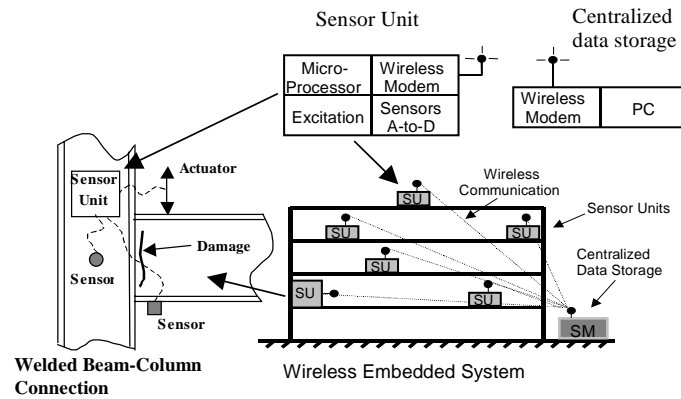 Sensor Unit
Centralized
data storage
Micro-
Processor
Wireless
Modem
Excitation
Sensors
A-to-D
Wireless
Modem
PC
Sensor
Unit
Actuator
Damage
Sensor
Sensor
Welded Beam-Column
Connection
Wireless
Communication
SU
SU
SU
SU
SU
SU
Sensor Units
Centralized
Data Storage
SM
Wireless Embedded System